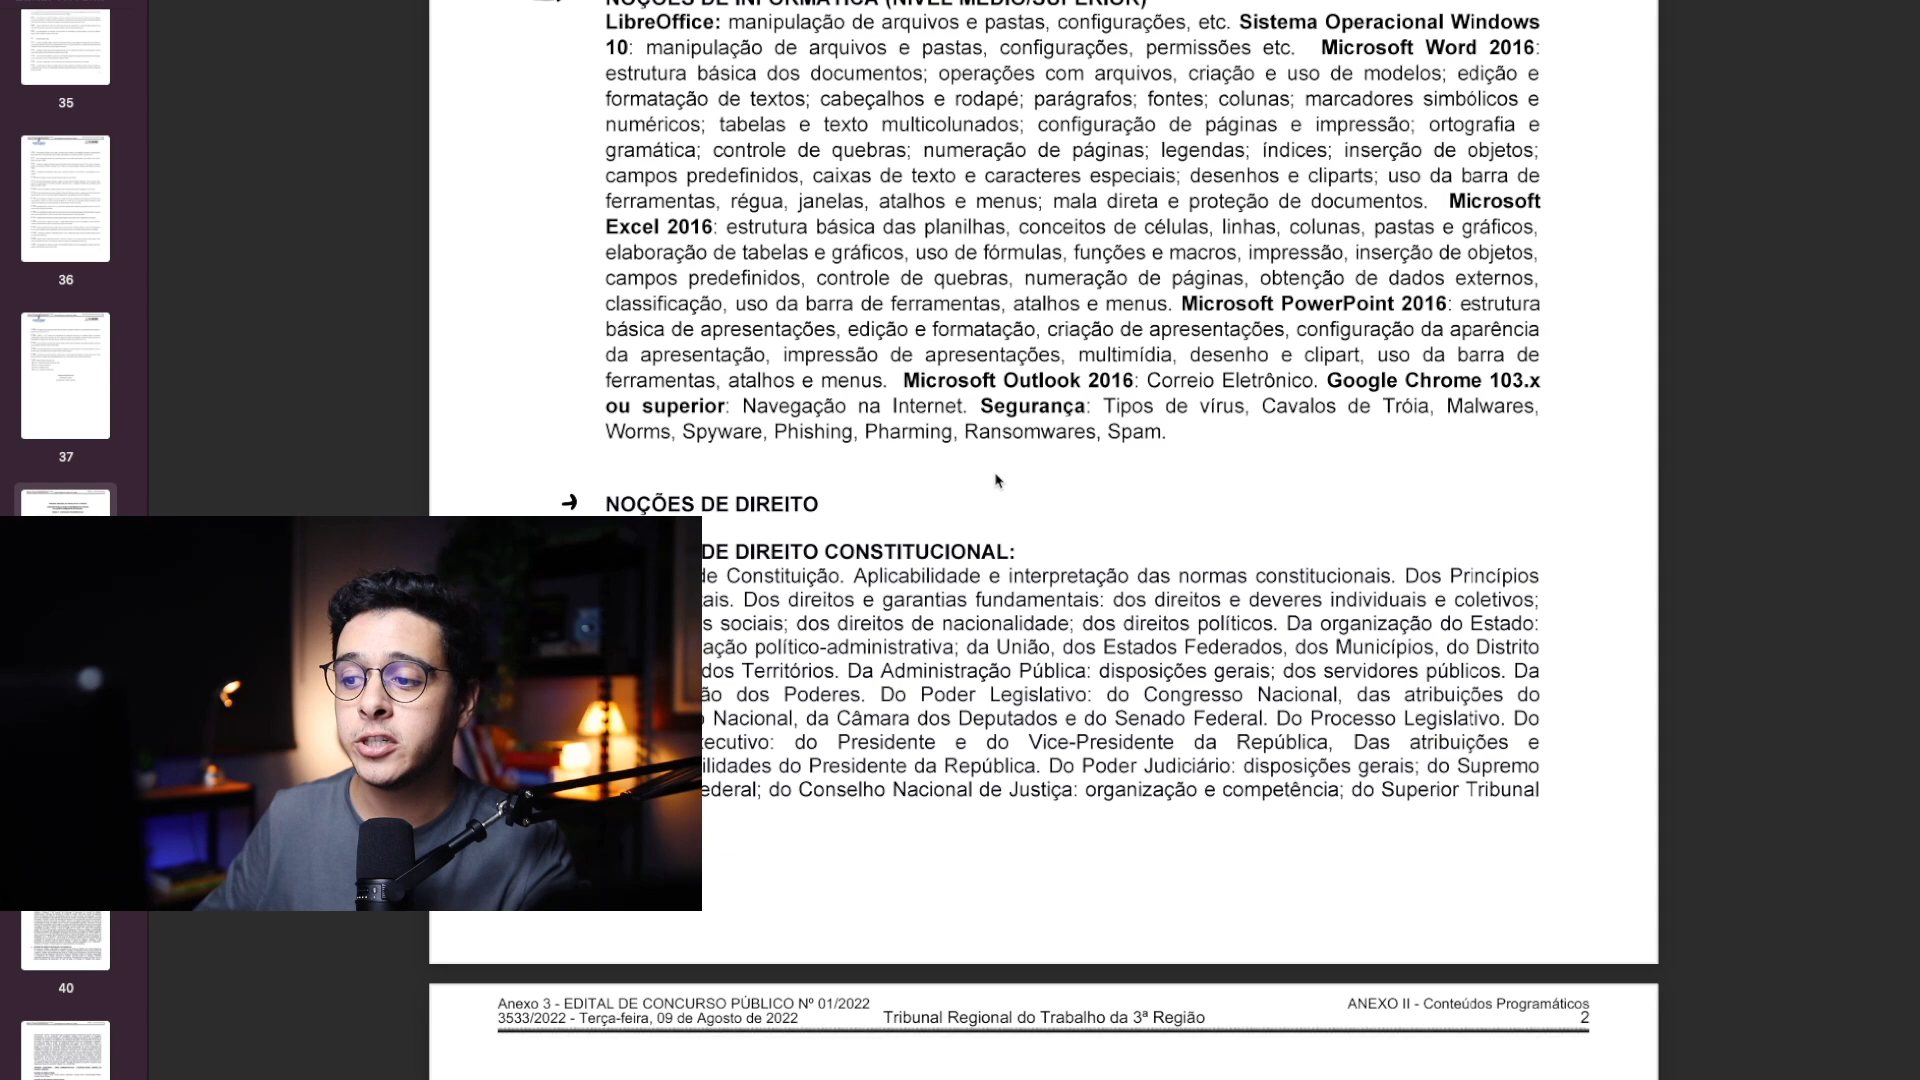 35
36
37
40
NOÇÕES DE INFORMÁTICA (NÍVEL MÉDIO/SUPERIOR)
LibreOffice: manipulação de arquivos e pastas, configurações, etc. Sistema Operacional Windows
10: manipulação de arquivos e pastas, configurações, permissões etc. Microsoft Word 2016:
estrutura básica dos documentos; operações com arquivos, criação e uso de modelos; edição e
formatação de textos; cabeçalhos e rodapé; parágrafos; fontes; colunas; marcadores simbólicos e
numéricos; tabelas e texto multicolunados; configuração de páginas e impressão; ortografia e
gramática; controle de quebras; numeração de páginas; legendas; índices; inserção de objetos;
campos predefinidos, caixas de texto e caracteres especiais; desenhos e cliparts; uso da barra de
ferramentas, régua, janelas, atalhos e menus; mala direta e proteção de documentos. Microsoft
Excel 2016: estrutura básica das planilhas, conceitos de células, linhas, colunas, pastas e gráficos,
elaboração de tabelas e gráficos, uso de fórmulas, funções e macros, impressão, inserção de objetos,
campos predefinidos, controle de quebras, numeração de páginas, obtenção de dados externos,
classificação, uso da barra de ferramentas, atalhos e menus. Microsoft PowerPoint 2016: estrutura
básica de apresentações, edição e formatação, criação de apresentações, configuração da aparência
da apresentação, impressão de apresentações, multimídia, desenho e clipart, uso da barra de
ferramentas, atalhos e menus. Microsoft Outlook 2016: Correio Eletrônico. Google Chrome 103.x
ou superior: Navegação na Internet. Segurança: Tipos de vírus, Cavalos de Tróia, Malwares,
Worms, Spyware, Phishing, Pharming, Ransomwares, Spam.
NOÇÕES DE DIREITO
DE DIREITO CONSTITUCIONAL:
de Constituição. Aplicabilidade e interpretação das normas constitucionais. Dos Princípios
tais. Dos direitos e garantias fundamentais: dos direitos e deveres individuais e coletivos;
s sociais; dos direitos de nacionalidade; dos direitos políticos. Da organização do Estado:
ação político-administrativa; da União, dos Estados Federados, dos Municípios, do Distrito
dos Territórios. Da Administração Pública: disposições gerais; dos servidores públicos. Da
ão dos Poderes. Do Poder Legislativo: do Congresso Nacional, das atribuições do
Nacional, da Câmara dos Deputados e do Senado Federal. Do Processo Legislativo. Do
ecutivo: do Presidente e do Vice-Presidente da República, Das atribuições e
ilidades do Presidente da República. Do Poder Judiciário: disposições gerais; do Supremo
ederal; do Conselho Nacional de Justiça: organização e competência; do Superior Tribunal
Anexo 3 - EDITAL DE CONCURSO PÚBLICO Nº 01/2022 ANEXO II - Conteúdos Programáticos
3533/2022 - Terça-feira, 09 de Agosto de 2022 Tribunal Regional do Trabalho da 3ª Região 2